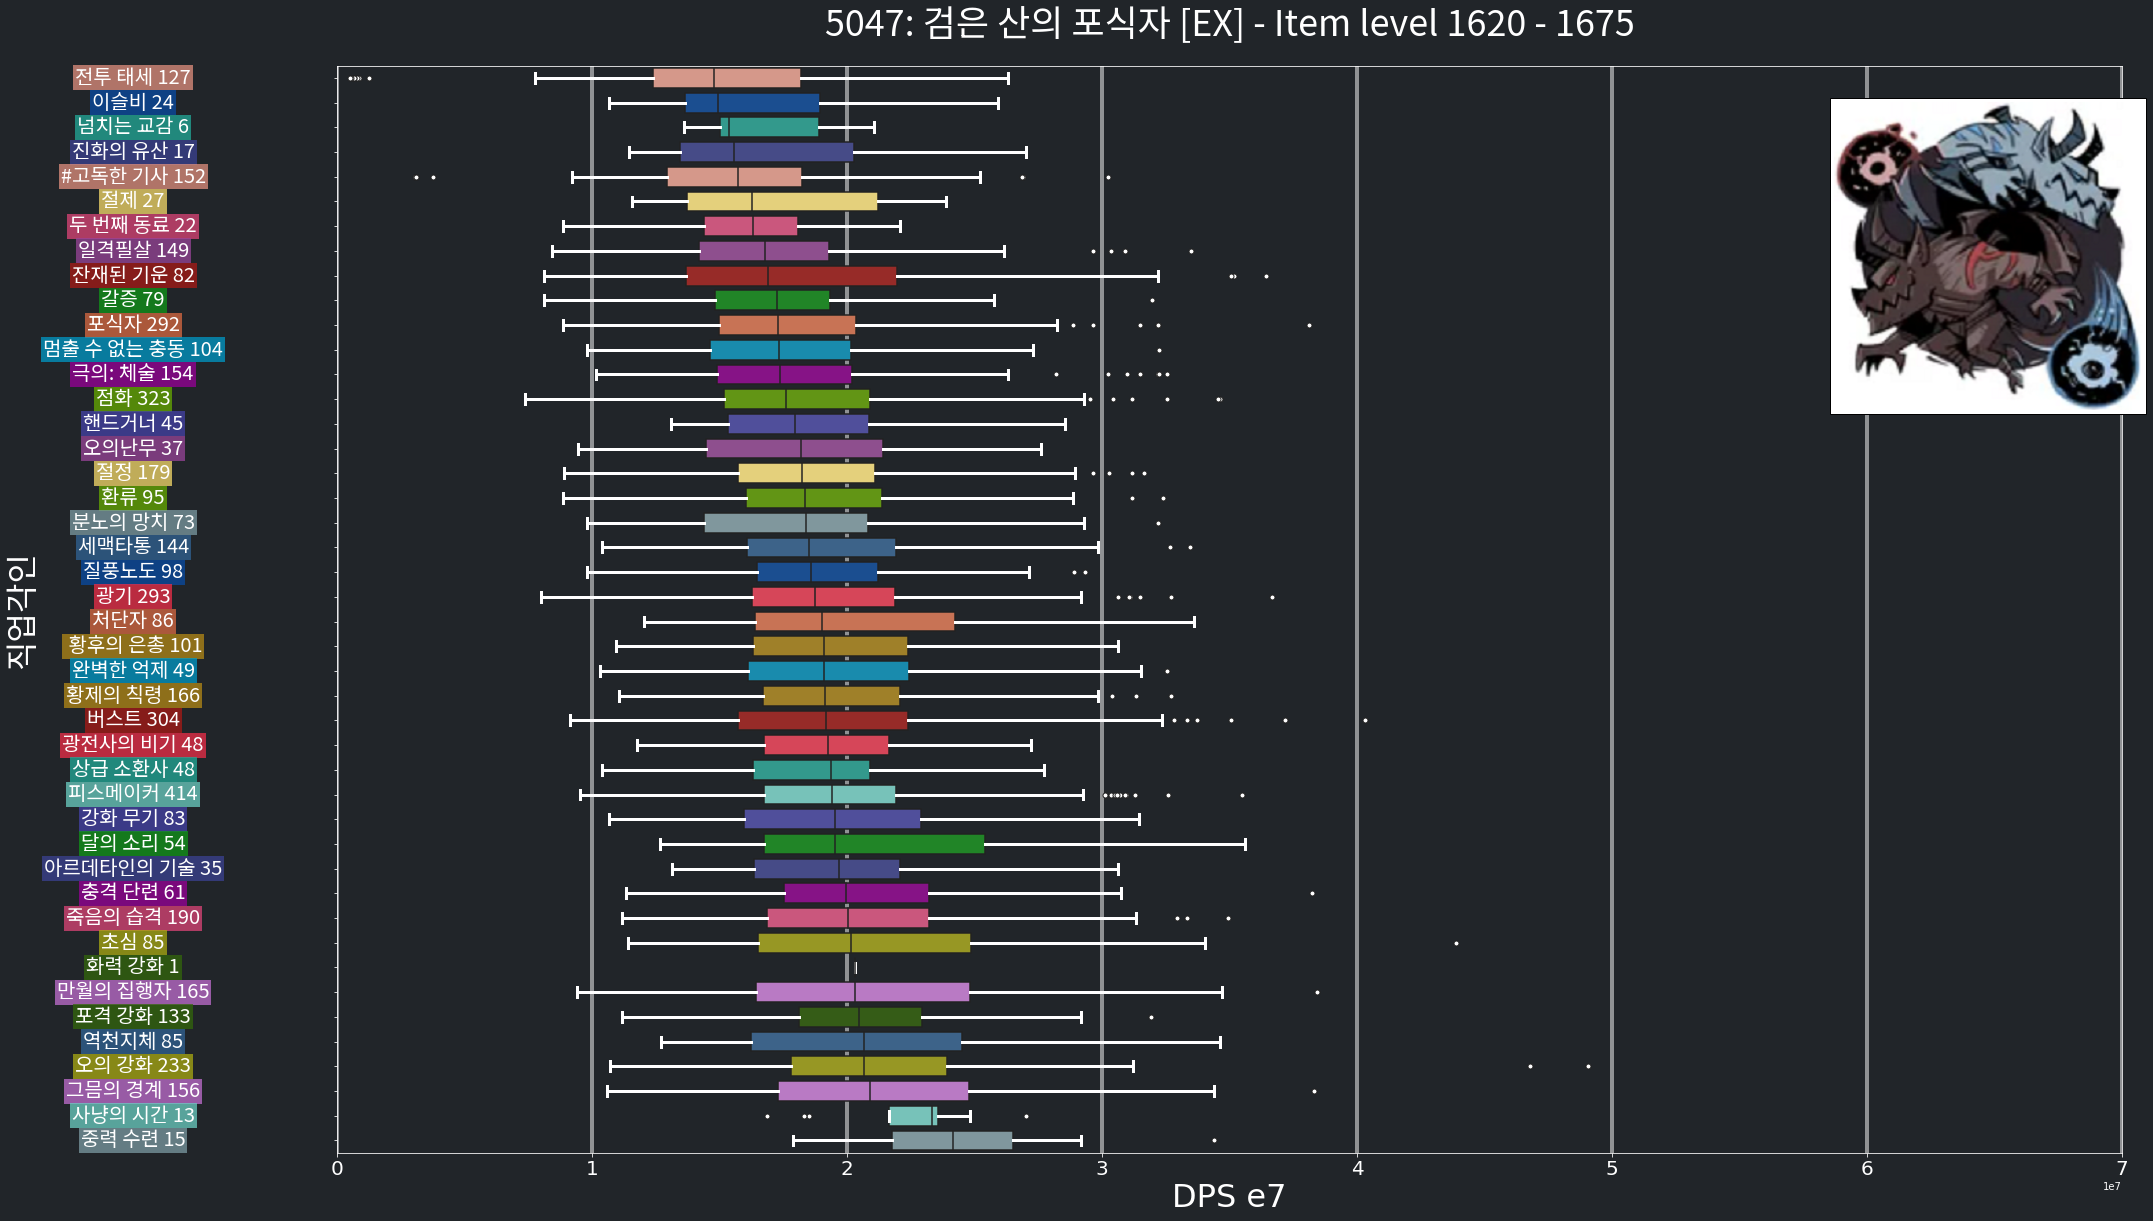 5047: 검은 산의 포식자 [EX] - Item level 1620 - 1675
직업각인
전투 태세 127
이슬비 24
넘치는 교감 6
진화의 유산 17
#고독한 기사 152
절제 27
두 번째 동료 22
일격필살 149
잔재된 기운 82
갈증 79
포식자 292
멈출 수 없는 충동 104
극의: 체술 154
점화 323
핸드거너 45
오의난무 37
절정 179
환류 95
분노의 망치 73
세맥타통 144
질풍노도 98
광기 293
처단자 86
황후의 은총 101
완벽한 억제 49
황제의 칙령 166
버스트 304
광전사의 비기 48
상급 소환사 48
피스메이커 414
강화 무기 83
달의 소리 54
아르데타인의 기술 35
충격 단련 61
죽음의 습격 190
초심 85
화력 강화 1
만월의 집행자 165
포격 강화 133
역천지체 85
오의 강화 233
그믐의 경계 156
사냥의 시간 13
중력 수련 15
0 1 2 3 4 5 6 7
1e7
DPS e7